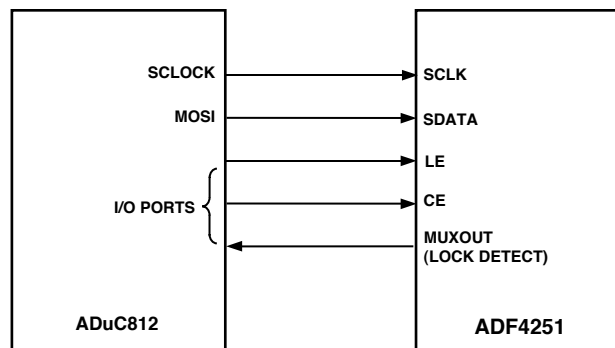 SCLOCK
SCLK
MOSI
SDATA
LE
I/O PORTS
CE
MUXOUT
(LOCK DETECT)
ADuC812
ADF4251